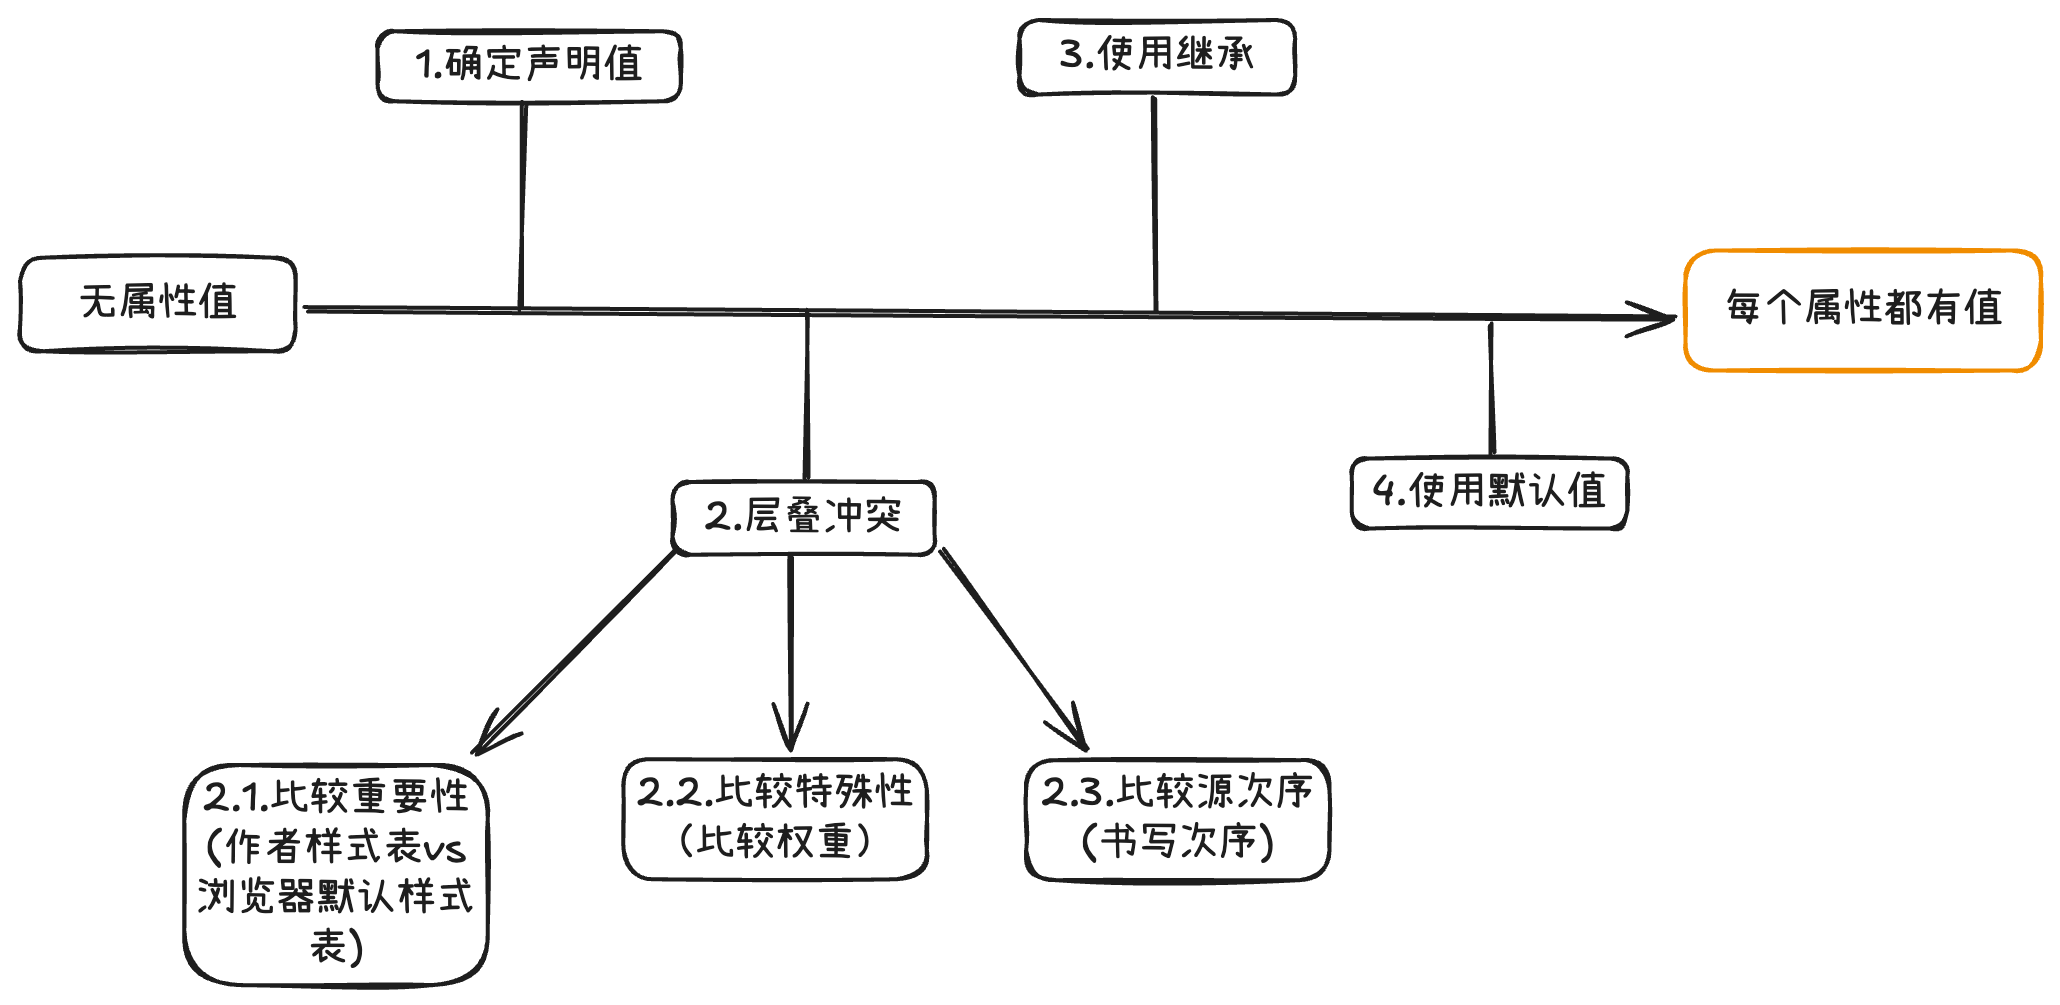 1.确定声明值
3.使用继承
无属性值
每个属性都有值
2.层叠冲突
4.使用默认值
2.1.比较重要性
(作者样式表vs
浏览器默认样式
表)
2.2.比较特殊性
（比较权重）
2.3.比较源次序
(书写次序)